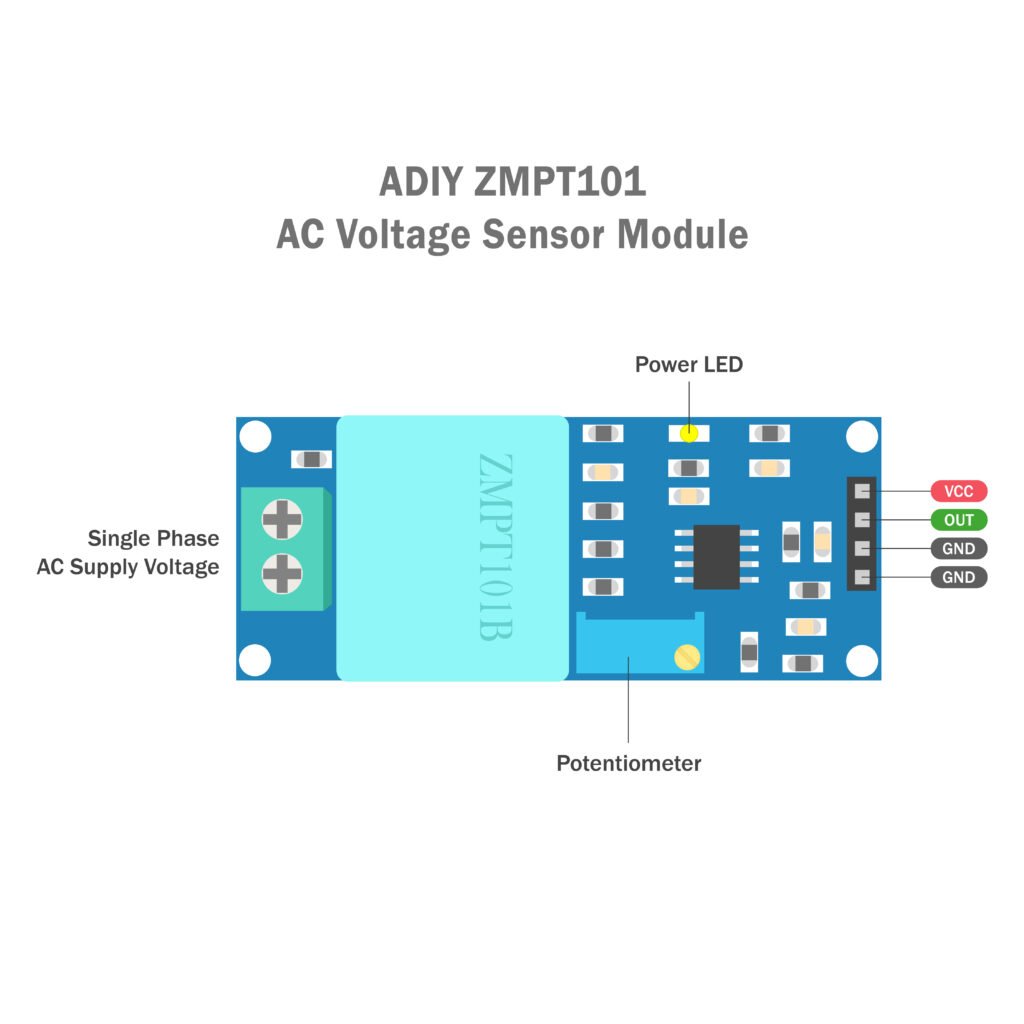 ADIY ZMPT101
AC Voltage Sensor Module
Power LED
Single Phase
AC Supply Voltage
ZMPT101B
VCC
OUT
GND
GND
Potentiometer